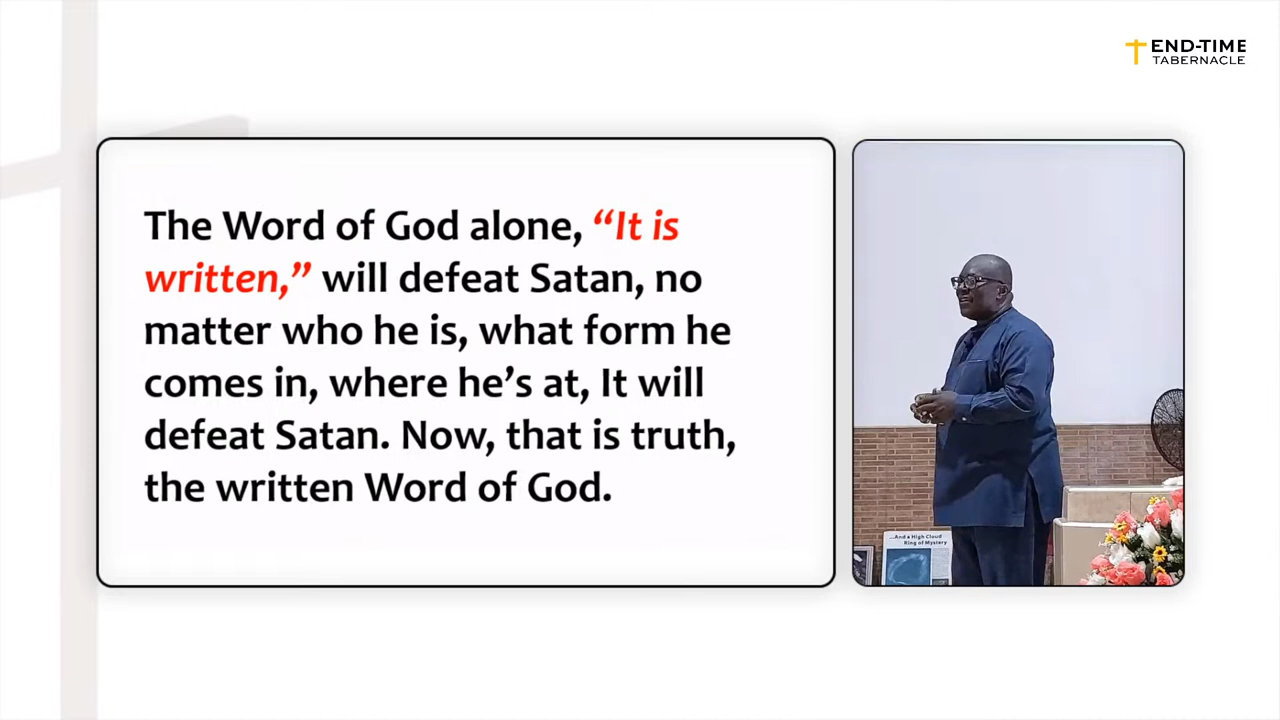 END-TIME
TABERNACLE
The Word of God alone, “It is
written,” will defeat Satan, no
matter who he is, what form he
comes in, where he’s at, It will
defeat Satan. Now, that is truth,
the written Word of God.
...And a High Cloud
Ring of Mystery